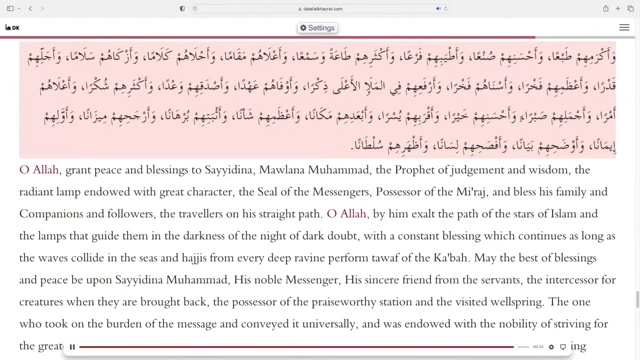 dalailalkhayrat.com
DK
Settings
وَأَكْرَمِهِمْ طَبْعًا، وَأَحْسَنِهِمْ صُنْعًا، وَأَطْيَبِهِمْ فَرْعًا، وَأَكْثَرِهِمْ طَاعَةً وَسَمْعًا، وَأَعْلَاهُمْ مَقَامًا، وَأَحْلَاهُمْ كَلَامًا، وَأَزْكَاهُمْ سَلَامًا، وَأَجَلِّهِمْ
قَدْرًا، وَأَعْظَمِهِمْ فَخْرًا، وَأَسْنَاهُمْ فَخْرًا، وَأَرْفَعِهِمْ فِي الْمَلَإِ الْأَعْلَى ذِكْرًا، وَأَوْفَاهُمْ عَهْدًا، وَأَصْدَقِهِمْ وَعْدًا، وَأَكْثَرِهِمْ شُكْرًا، وَأَعْلَاهُمْ
أَمْرًا، وَأَجْمَلِهِمْ صَبْرًا، وَأَحْسَنِهِمْ خَيْرًا، وَأَقْرَبِهِمْ يُسْرًا، وَأَبْعَدِهِمْ مَكَانًا، وَأَعْظَمِهِمْ شَأْنًا، وَأَثْبَتِهِمْ بُرْهَانًا، وَأَرْجَحِهِمْ مِيزَانًا، وَأَوَّلِهِمْ
إِيمَانًا، وَأَوْضَحِهِمْ بَيَانًا، وَأَفْصَحِهِمْ لِسَانًا، وَأَظْهَرِهِمْ سُلْطَانًا.
O Allah, grant peace and blessings to Sayyidina, Mawlana Muhammad, the Prophet of judgement and wisdom, the
radiant lamp endowed with great character, the Seal of the Messengers, Possessor of the Mi'raj, and bless his family and
Companions and followers, the travellers on his straight path. O Allah, by him exalt the path of the stars of Islam and
the lamps that guide them in the darkness of the night of dark doubt, with a constant blessing which continues as long as
the waves collide in the seas and hajjis from every deep ravine perform tawaf of the Ka'bah. May the best of blessings
and peace be upon Sayyidina Muhammad, His noble Messenger, His sincere friend from the servants, the intercessor for
creatures when they are brought back, the possessor of the praiseworthy station and the visited wellspring. The one
who took on the burden of the message and conveyed it universally, and was endowed with the nobility of striving for
the great
ing